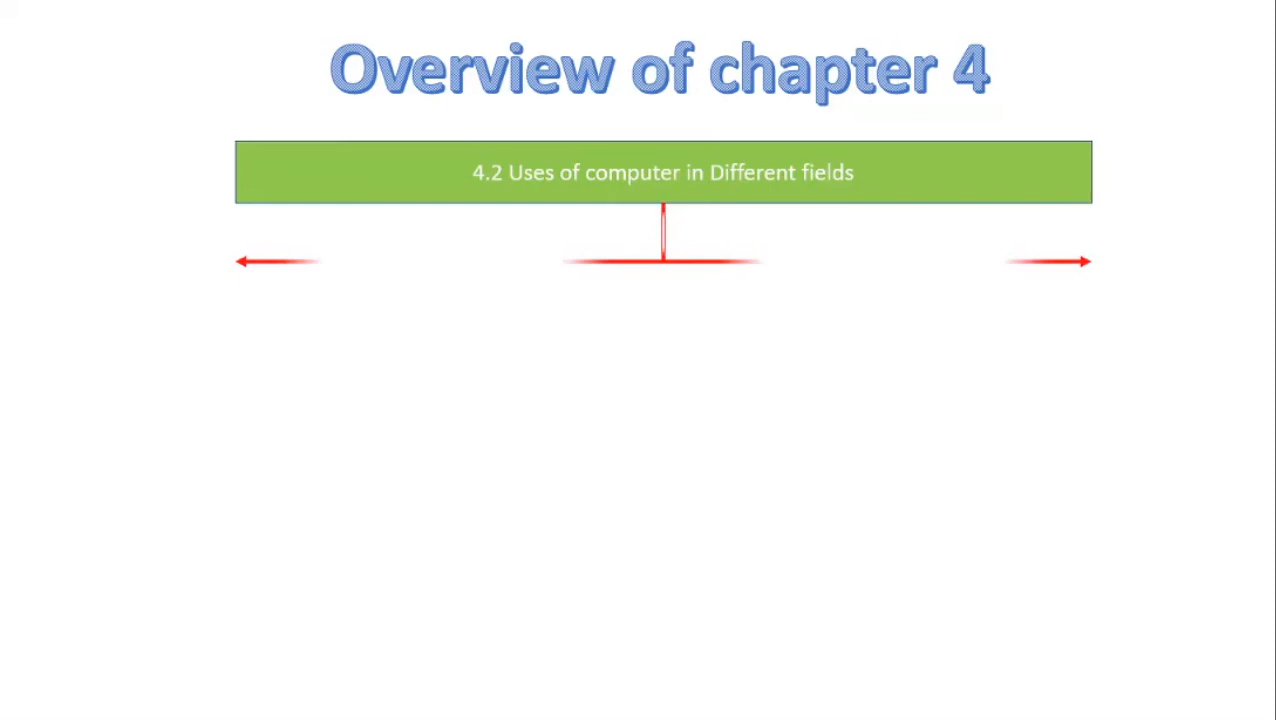 Overview of chapter 4
4.2 Uses of computer in Different fields